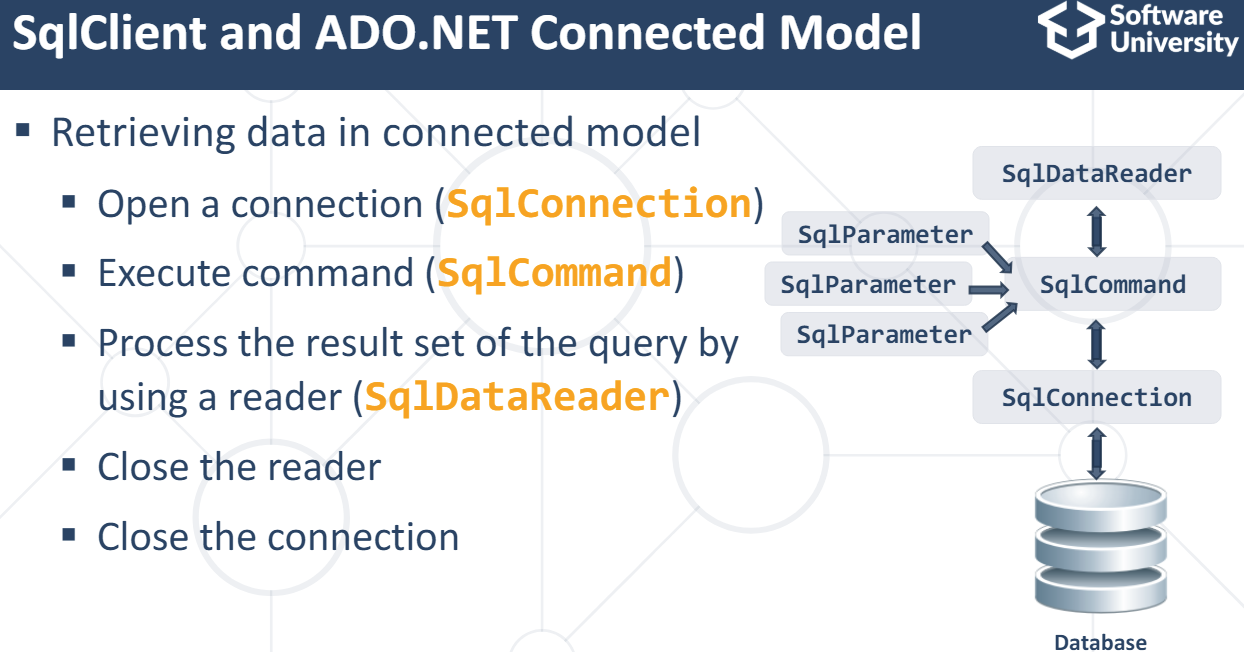 SqlClient and ADO.NET Connected Model
Software
University
▪ Retrieving data in connected model
▪ Open a connection (SqlConnection)
▪ Execute command (SqlCommand)
▪ Process the result set of the query by
using a reader (SqlDataReader)
▪ Close the reader
▪ Close the connection
SqlDataReader
SqlParameter
SqlParameter
SqlCommand
SqlParameter
SqlConnection
Database